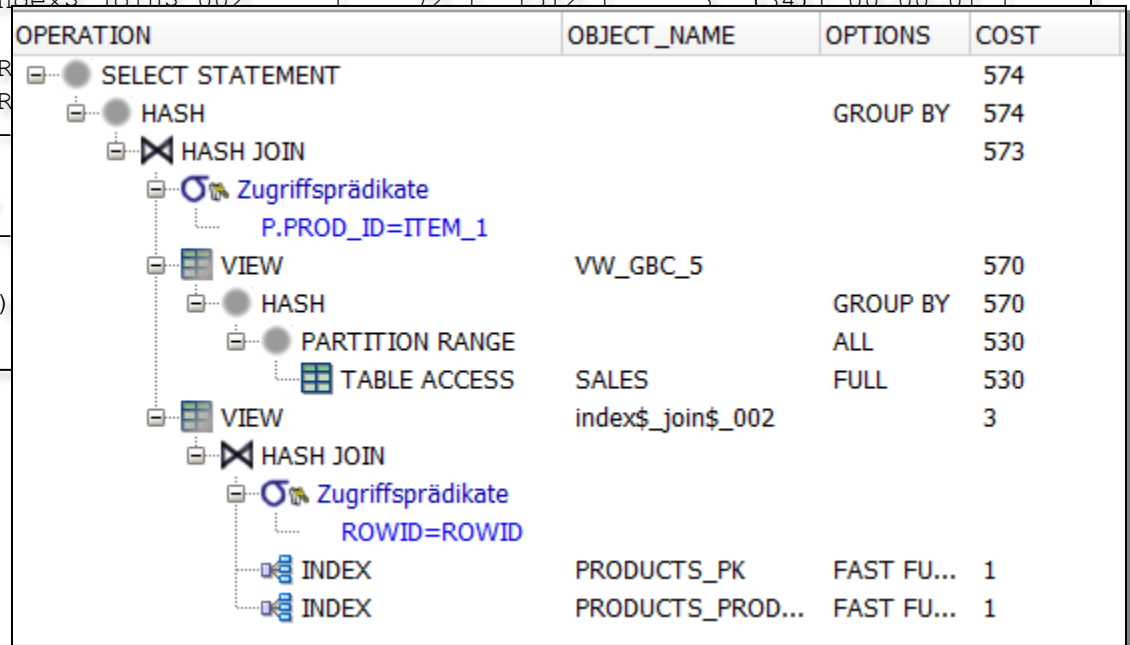 OPERATION OBJECT_NAME OPTIONS COST
SELECT STATEMENT 574
HASH GROUP BY 574
HASH JOIN 573
Zugriffsprädikate
P.PROD_ID=ITEM_1
VIEW VW_GBC_5 570
HASH GROUP BY 570
PARTITION RANGE ALL 530
TABLE ACCESS SALES FULL 530
VIEW index$_join$_002 3
HASH JOIN
Zugriffsprädikate
ROWID=ROWID
INDEX PRODUCTS_PK FAST FU... 1
INDEX PRODUCTS_PROD... FAST FU... 1